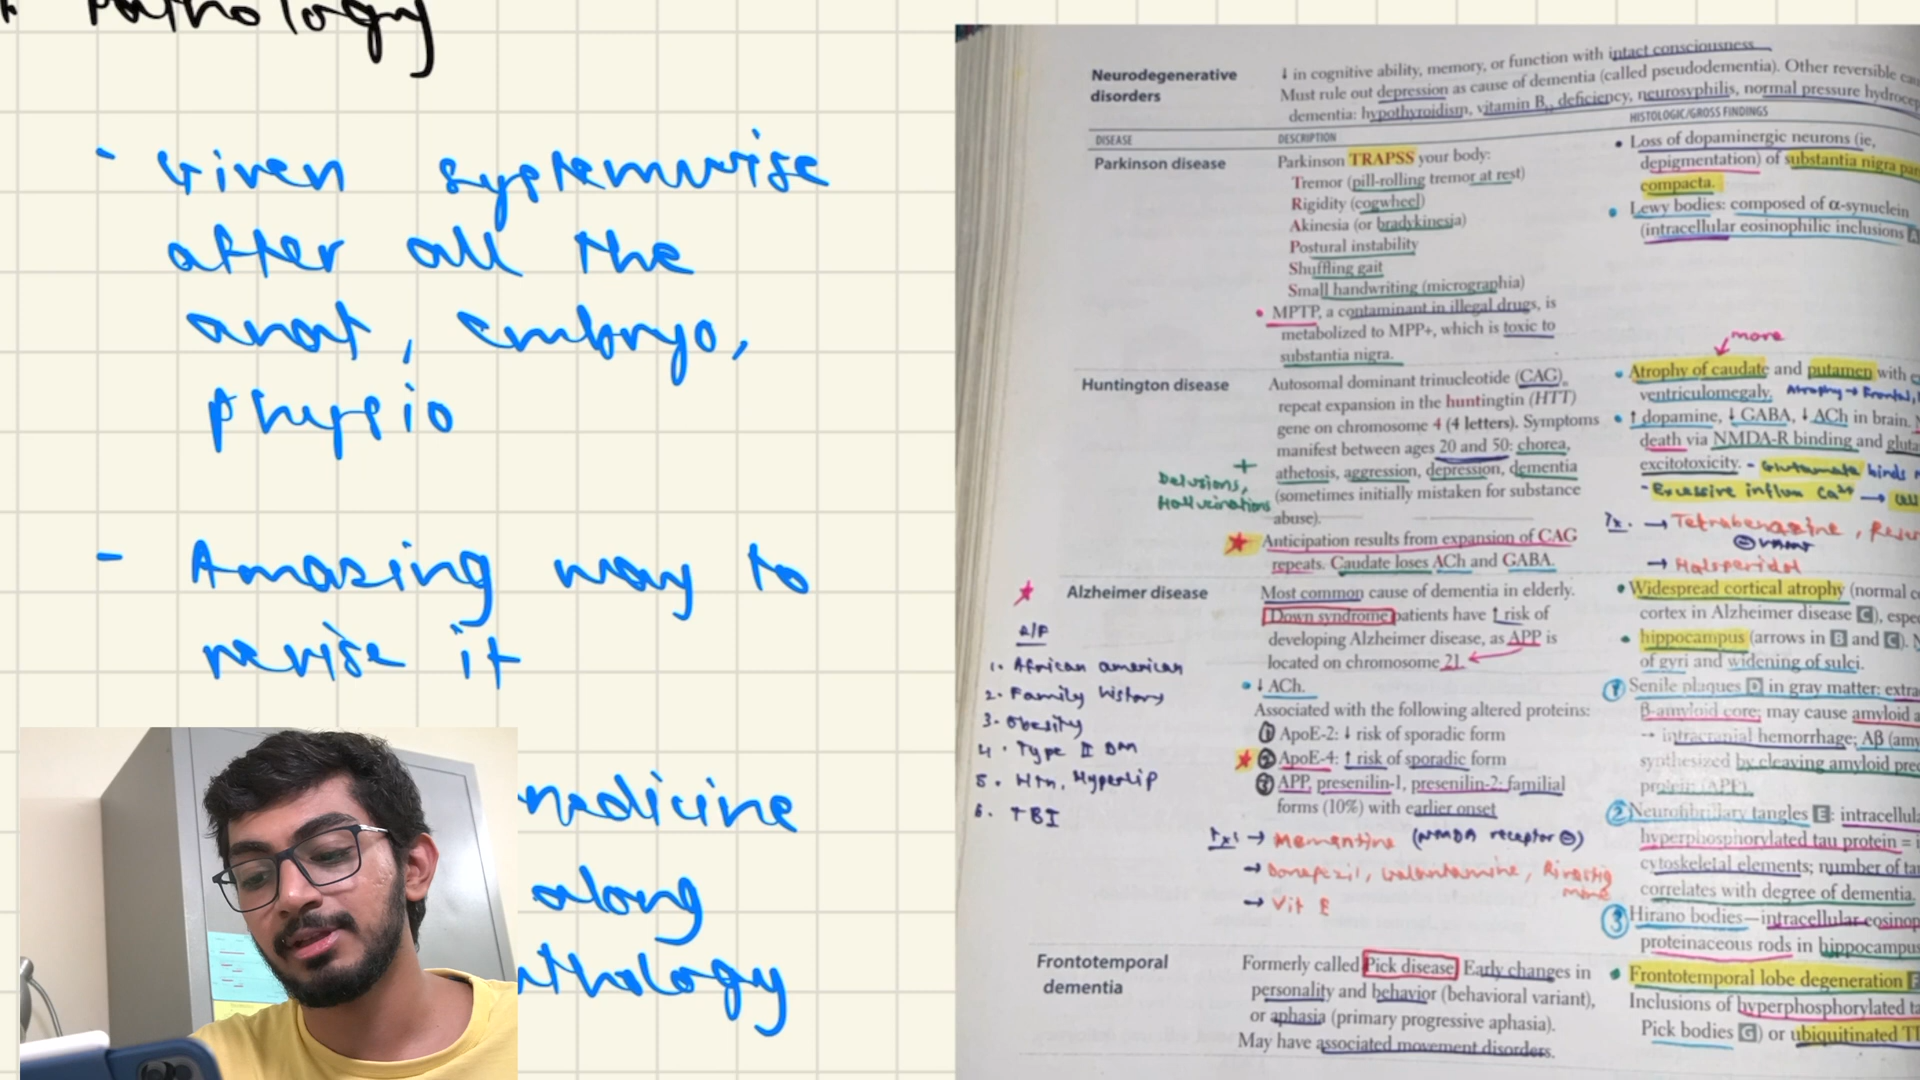 Pathology
- Given systemwise
after all the
anat, embryo,
physio
- Amazing way to
revise it
medicine
along
Neurodegenerative
disorders
↓ in cognitive ability, memory, or function with intact consciousness
Must rule out depression as cause of dementia (called pseudodementia). Other reversible
dementia: hypothyroidism, vitamin B₁₂ deficiency, neurosyphilis, normal pressure
DISEASE
DESCRIPTION
HISTOLOGIC/GROSS FINDINGS
Parkinson disease
Parkinson TRAPSS your body:
Tremor (pill-rolling tremor at rest)
Rigidity (cogwheel)
Akinesia (or bradykinesia)
Postural instability
Shuffling gait
Small handwriting (micrographia)
• MPTP, a contaminant in illegal drugs, is
metabolized to MPP+, which is toxic to
substantia nigra.
• Loss of dopaminergic neurons (ie,
depigmentation) of substantia nigra
compacta.
• Lewy bodies: composed of α-synuclein
(intracellular eosinophilic inclusions A
Huntington disease
Autosomal dominant trinucleotide (CAG)
repeat expansion in the huntingtin (HTT)
gene on chromosome 4 (4 letters). Symptoms
manifest between ages 20 and 50: chorea,
athetosis, aggression, depression, dementia
(sometimes initially mistaken for substance
abuse).
+
Delusions,
Hallucinations
Anticipation results from expansion of CAG
repeats. Caudate loses ACh and GABA.
more
• Atrophy of caudate and putamen with
ventriculomegaly. Atrophy → Frontal,
• ↑ dopamine, ↓ GABA, ↓ ACh in brain.
death via NMDA-R binding and
excitotoxicity. - Glutamate binds
- Excessive influx Ca²⁺ → cell
Tx. → Tetrabenazine,
⊖ VMAT
→ Haloperidol
Alzheimer disease
R/F
1. African american
2. Family history
3. Obesity
4. Type II DM
5. Htn, Hyperlip
6. TBI
Most common cause of dementia in elderly.
Down syndrome patients have ↑ risk of
developing Alzheimer disease, as APP is
located on chromosome 21.
• ↓ ACh.
Associated with the following altered proteins:
① ApoE-2: ↓ risk of sporadic form
② ApoE-4: ↑ risk of sporadic form
③ APP, presenilin-1, presenilin-2: familial
forms (10%) with earlier onset
Tx: → Memantine (NMDA receptor ⊖)
→ Donepezil, Galantamine, Rivastig
mine
→ Vit E
• Widespread cortical atrophy (normal
cortex in Alzheimer disease C),
• hippocampus (arrows in B and C).
of gyri and widening of sulci.
① Senile plaques D in gray matter:
β-amyloid core; may cause amyloid
→ intracranial hemorrhage; Aβ
synthesized by cleaving amyloid
protein (APP).
② Neurofibrillary tangles E:
hyperphosphorylated tau protein =
cytoskeletal elements; number of
correlates with degree of dementia.
③ Hirano bodies—intracellular
proteinaceous rods in hippocampus
Frontotemporal
dementia
Formerly called Pick disease. Early changes in
personality and behavior (behavioral variant),
or aphasia (primary progressive aphasia).
May have associated movement disorders.
• Frontotemporal lobe degeneration F
Inclusions of hyperphosphorylated
Pick bodies G) or ubiquitinated